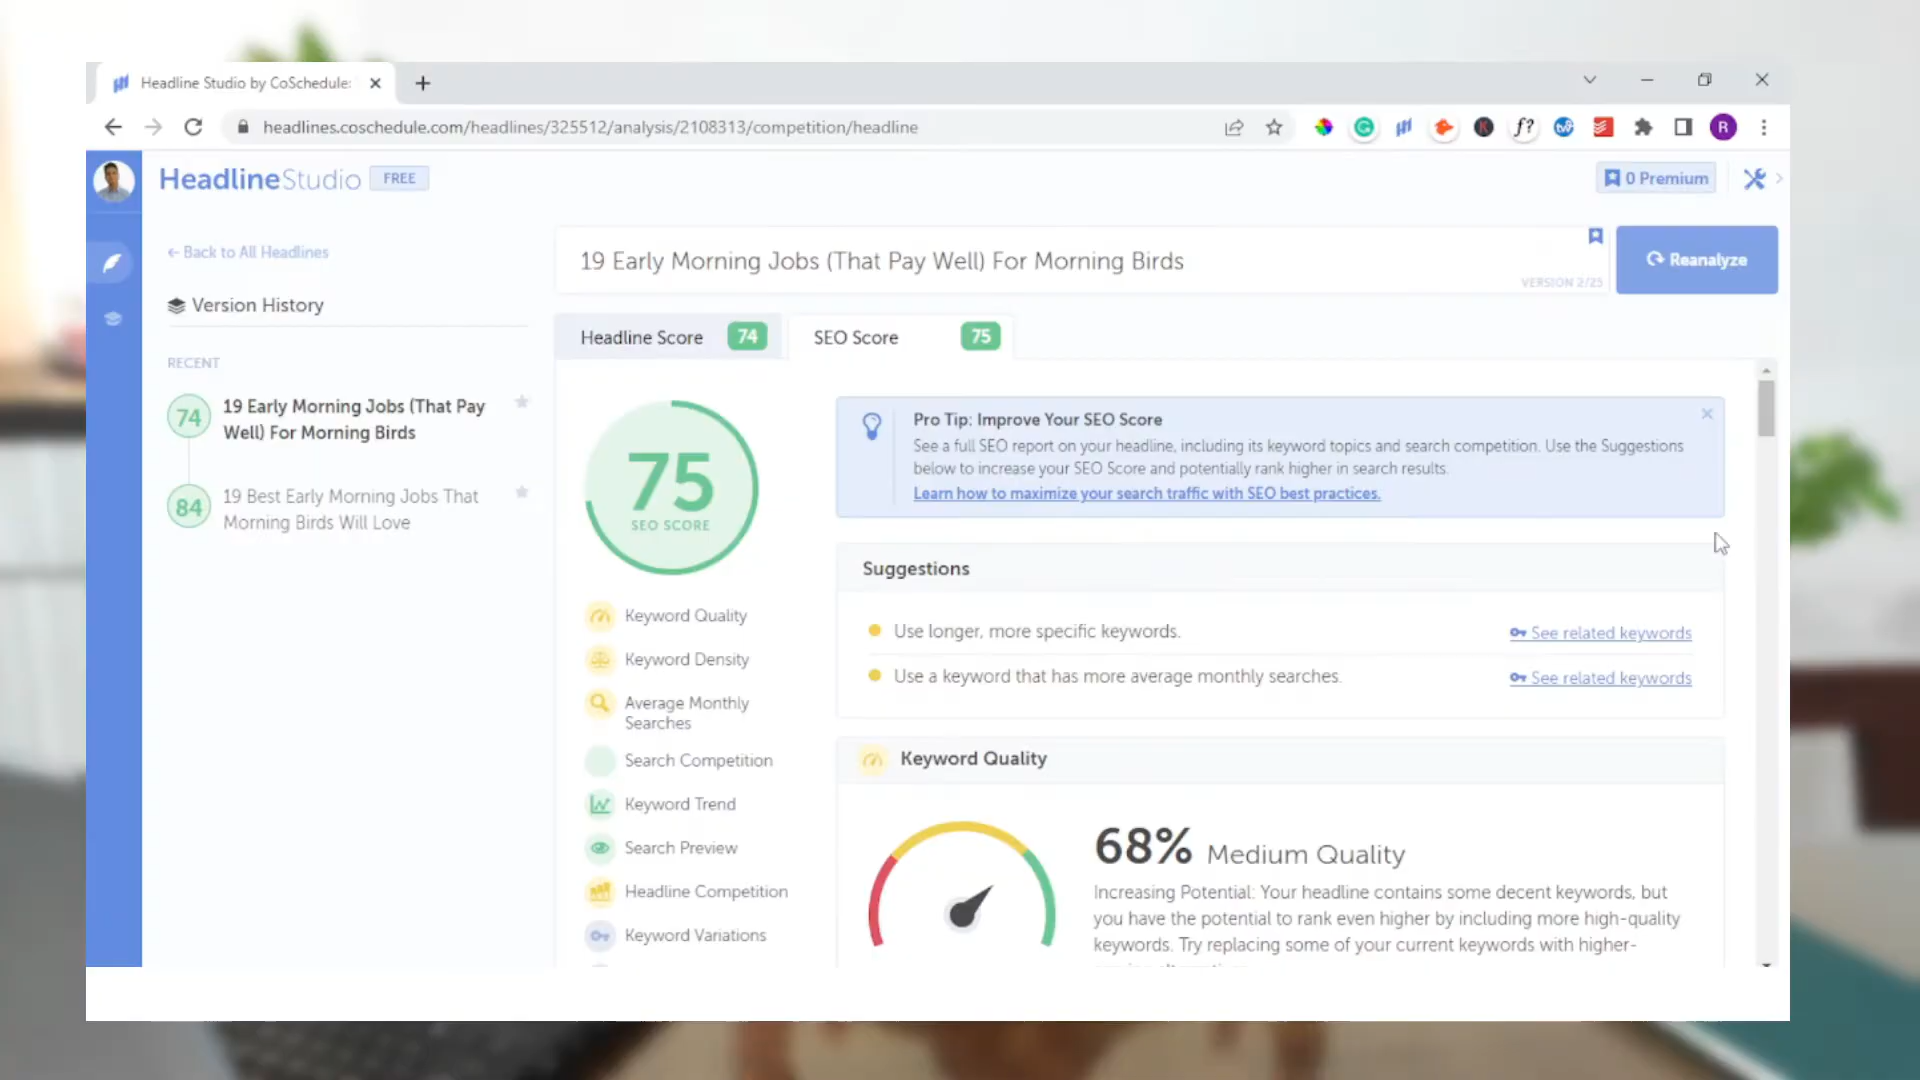 Headline Studio by CoSchedule:
headlines.coschedule.com/headlines/325512/analysis/2108313/competition/headline
R
HeadlineStudio FREE
0 Premium
← Back to All Headlines
Version History
RECENT
74
19 Early Morning Jobs (That Pay
Well) For Morning Birds
84
19 Best Early Morning Jobs That
Morning Birds Will Love
19 Early Morning Jobs (That Pay Well) For Morning Birds
VERSION 2/25
Reanalyze
Headline Score 74
SEO Score 75
75
SEO SCORE
Keyword Quality
Keyword Density
Average Monthly
Searches
Search Competition
Keyword Trend
Search Preview
Headline Competition
Keyword Variations
Pro Tip: Improve Your SEO Score
See a full SEO report on your headline, including its keyword topics and search competition. Use the Suggestions
below to increase your SEO Score and potentially rank higher in search results.
Learn how to maximize your search traffic with SEO best practices.
Suggestions
Use longer, more specific keywords.
See related keywords
Use a keyword that has more average monthly searches.
See related keywords
Keyword Quality
68% Medium Quality
Increasing Potential: Your headline contains some decent keywords, but
you have the potential to rank even higher by including more high-quality
keywords. Try replacing some of your current keywords with higher-